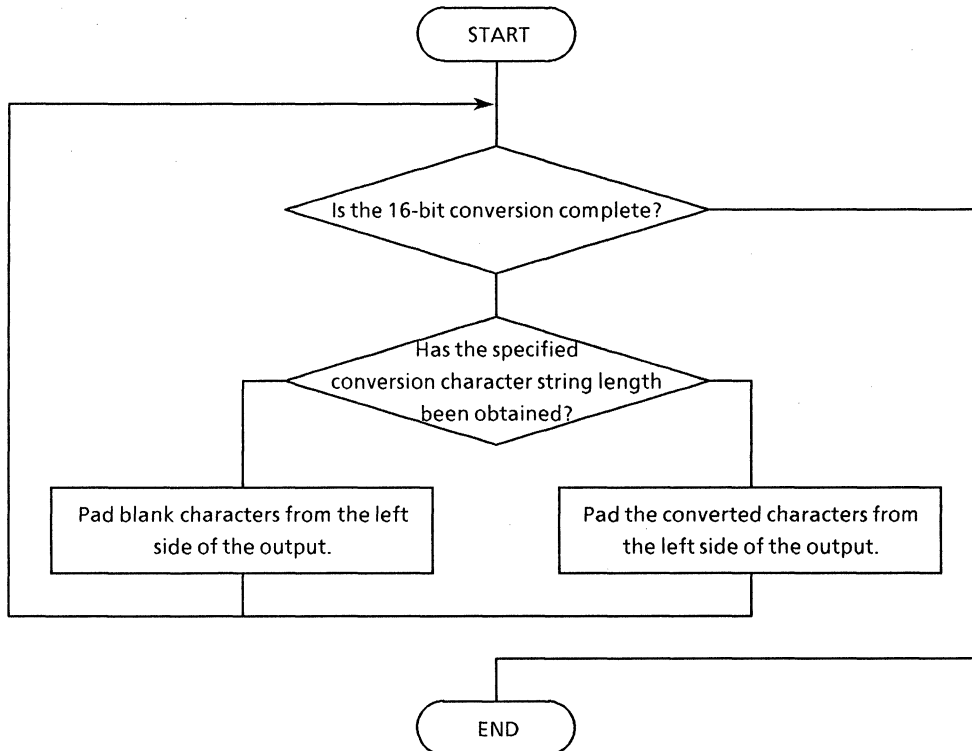 START
Is the 16-bit conversion complete?
Has the specified
conversion character string length
been obtained?
Pad blank characters from the left
side of the output.
Pad the converted characters from
the left side of the output.
END